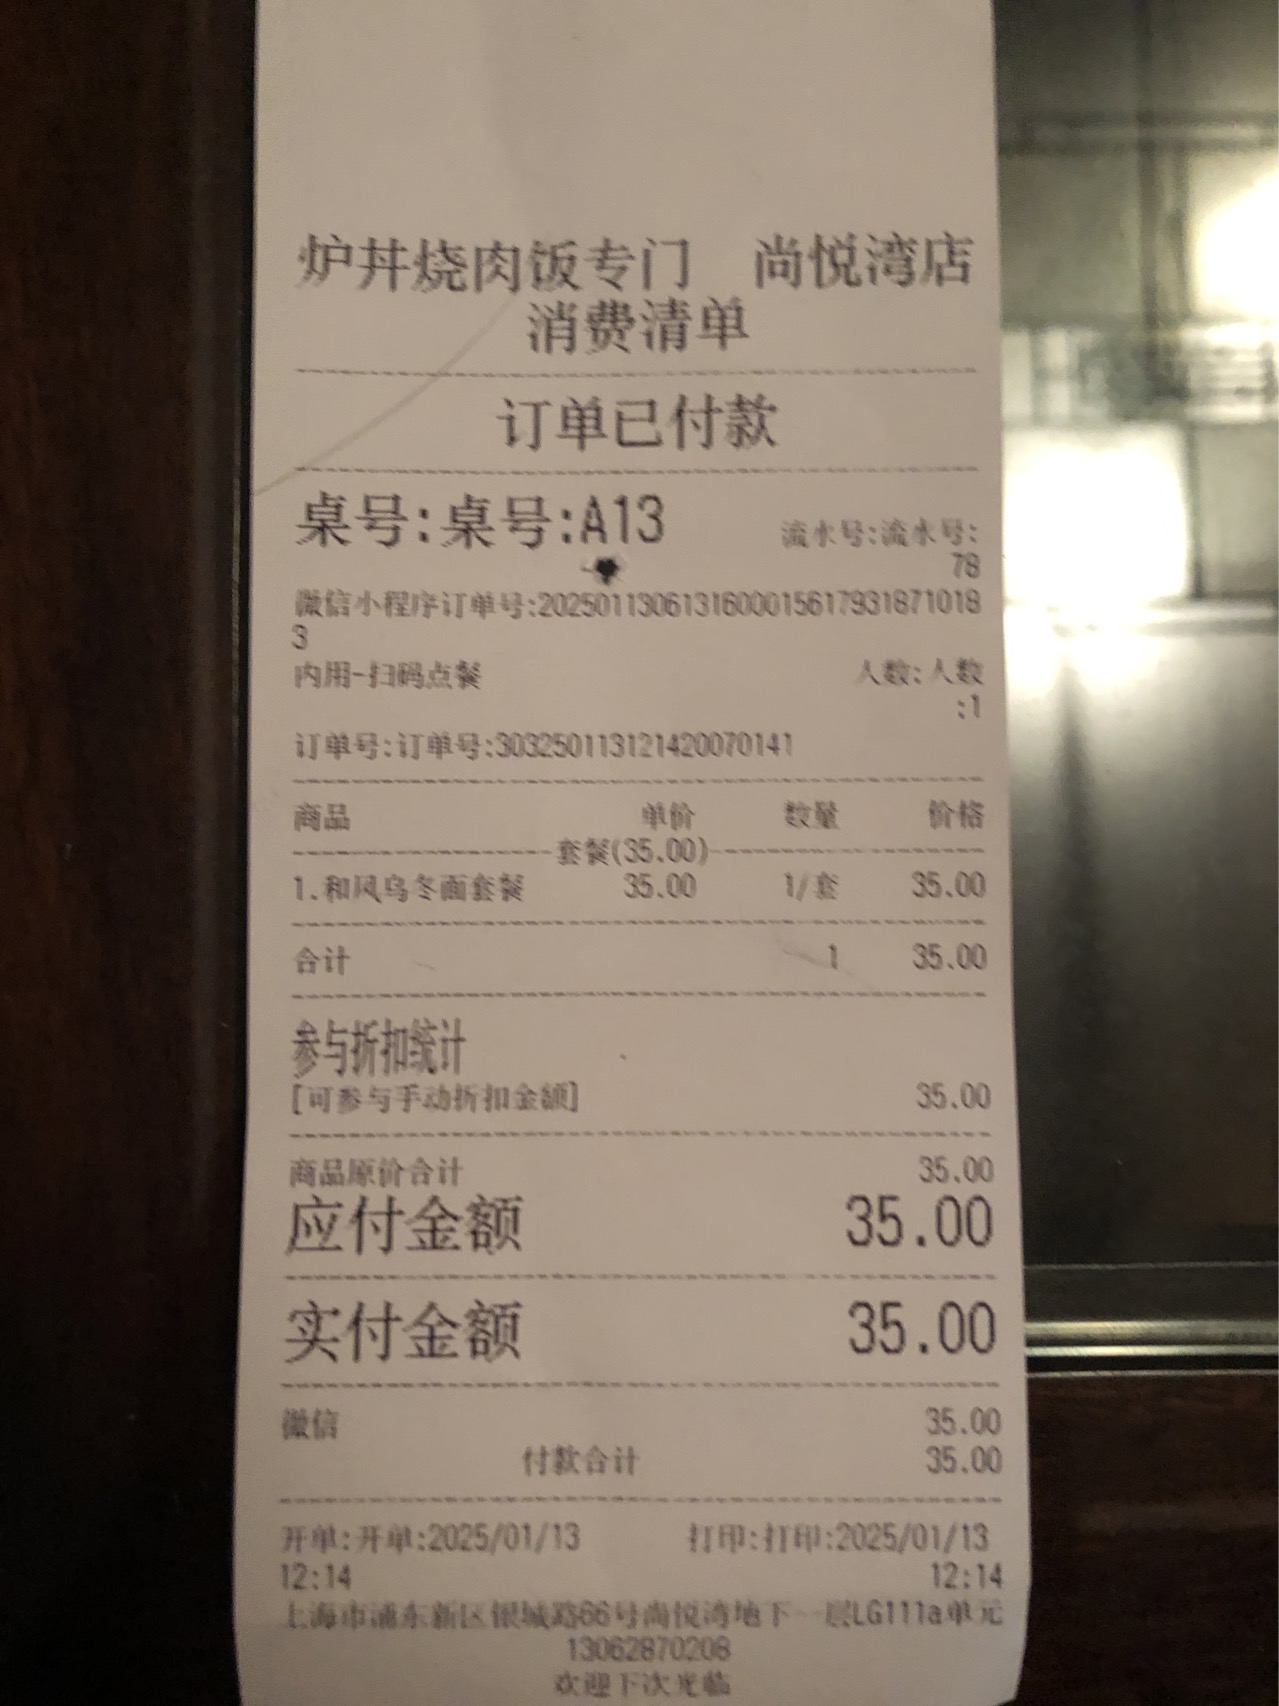 炉丼烧肉饭专门 尚悦湾店
消费清单
订单已付款
桌号:桌号:A13 流水号:流水号:
78
微信小程序订单号:2025011306131600015617931871018
3
内用-扫码点餐 人数:人数
:1
订单号:订单号:303250113121420070141
商品 单价 数量 价格
套餐(35.00)
1.和风乌冬面套餐 35.00 1/套 35.00
合计 1 35.00
参与折扣统计
[可参与手动折扣金额] 35.00
商品原价合计 35.00
应付金额 35.00
实付金额 35.00
微信 35.00
付款合计 35.00
开单:开单:2025/01/13 打印:打印:2025/01/13
12:14 12:14
上海市浦东新区银城路66号尚悦湾地下一层LG111a单元
13062870208
欢迎下次光临